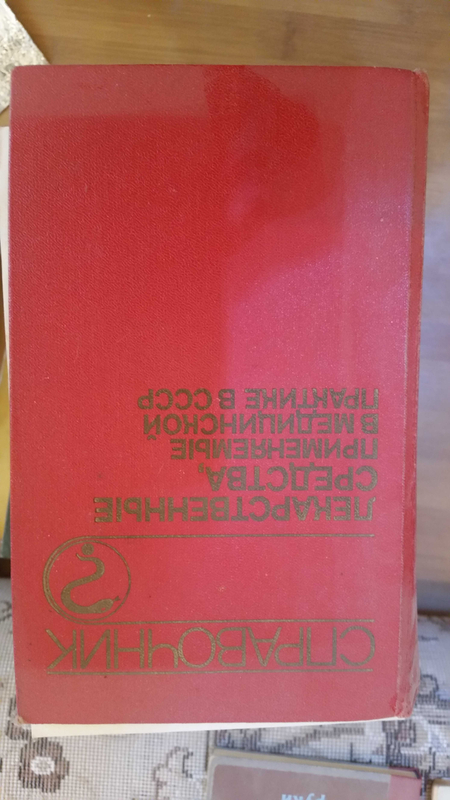 СПРАВОЧНИК
ЛЕКАРСТВЕННЫЕ
СРЕДСТВА,
ПРИМЕНЯЕМЫЕ
В МЕДИЦИНСКОЙ
ПРАКТИКЕ В СССР